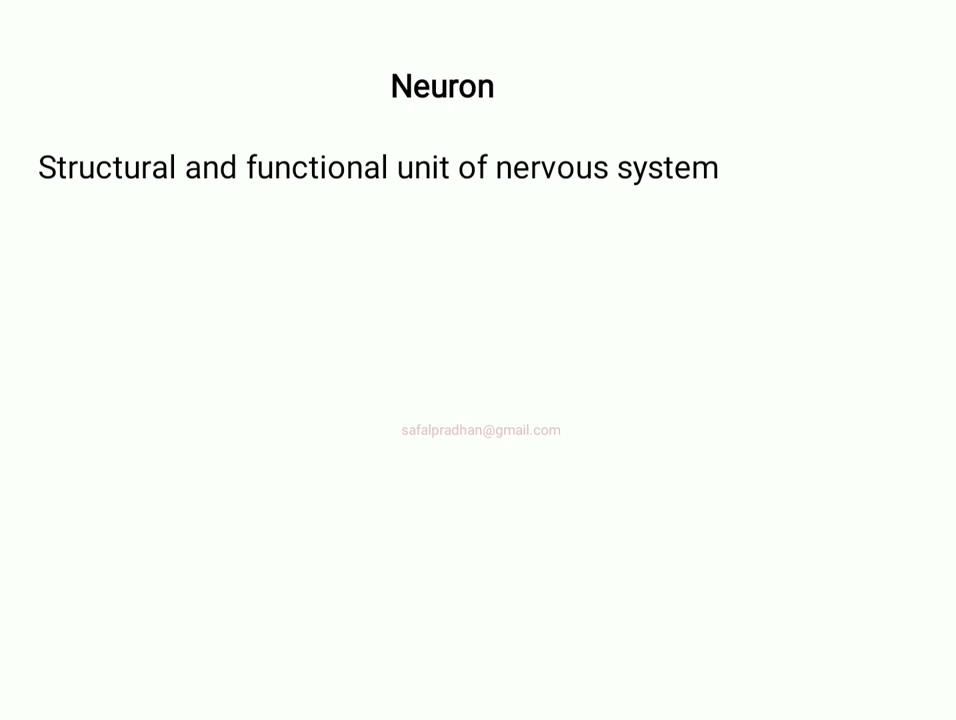 Neuron
Structural and functional unit of nervous system
safalpradhan@gmail.com